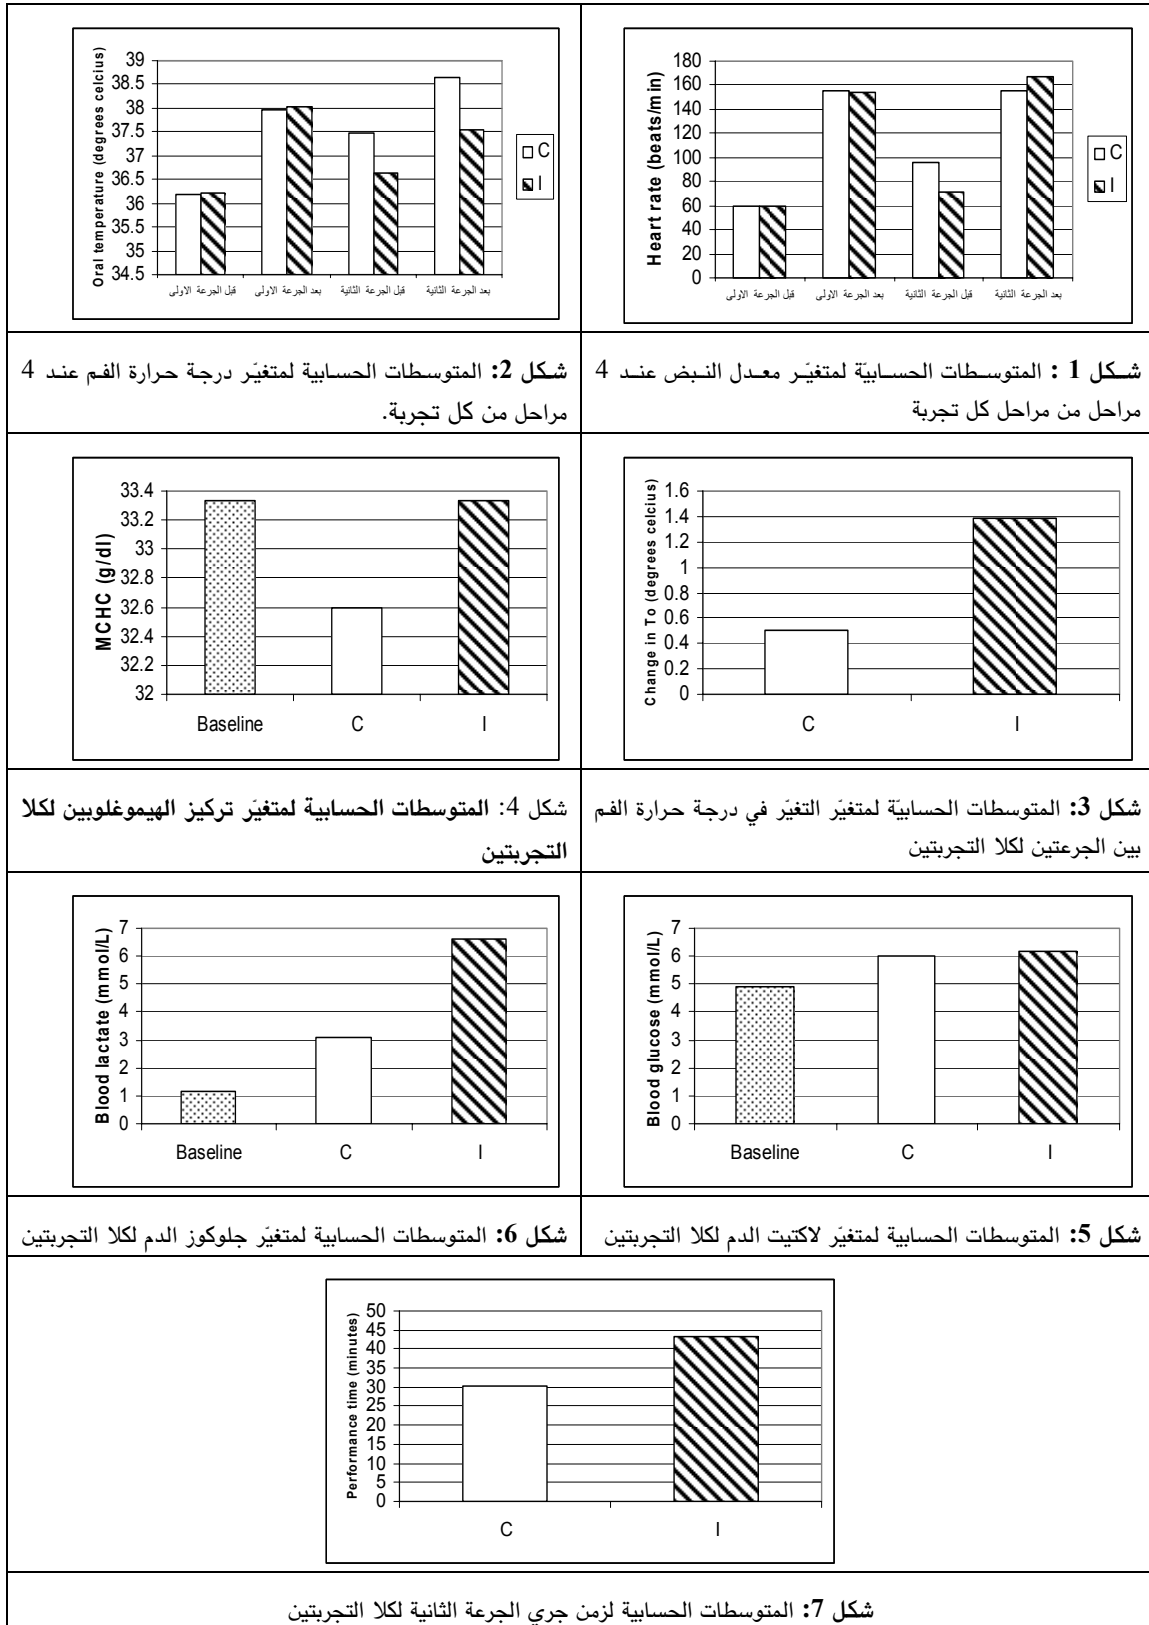 Heart rate (beats/min)
180
160
140
120
100
80
60
40
20
0
قبل الجرعة الاولى
بعد الجرعة الاولى
قبل الجرعة الثانية
بعد الجرعة الثانية
C
I
شكل 1 : المتوسطات الحسابيّة لمتغيّر معدل النبض عند 4
مراحل من مراحل كل تجربة
Oral temperature (degrees celcius)
39
38.5
38
37.5
37
36.5
36
35.5
35
34.5
قبل الجرعة الاولى
بعد الجرعة الاولى
قبل الجرعة الثانية
بعد الجرعة الثانية
C
I
شكل 2: المتوسطات الحسابية لمتغيّر درجة حرارة الفم عند 4
مراحل من كل تجربة.
Change in To (degrees celcius)
1.6
1.4
1.2
1
0.8
0.6
0.4
0.2
0
C
I
شكل 3: المتوسطات الحسابيّة لمتغيّر التغيّر في درجة حرارة الفم
بين الجرعتين لكلا التجربتين
MCHC (g/dl)
33.4
33.2
33
32.8
32.6
32.4
32.2
32
Baseline
C
I
شكل 4: المتوسطات الحسابية لمتغيّر تركيز الهيموغلوبين لكلا
التجربتين
Blood glucose (mmol/L)
7
6
5
4
3
2
1
0
Baseline
C
I
شكل 5: المتوسطات الحسابية لمتغيّر لاكتيت الدم لكلا التجربتين
Blood lactate (mmol/L)
7
6
5
4
3
2
1
0
Baseline
C
I
شكل 6: المتوسطات الحسابية لمتغيّر جلوكوز الدم لكلا التجربتين
Performance time (minutes)
50
45
40
35
30
25
20
15
10
5
0
C
I
شكل 7: المتوسطات الحسابية لزمن جري الجرعة الثانية لكلا التجربتين